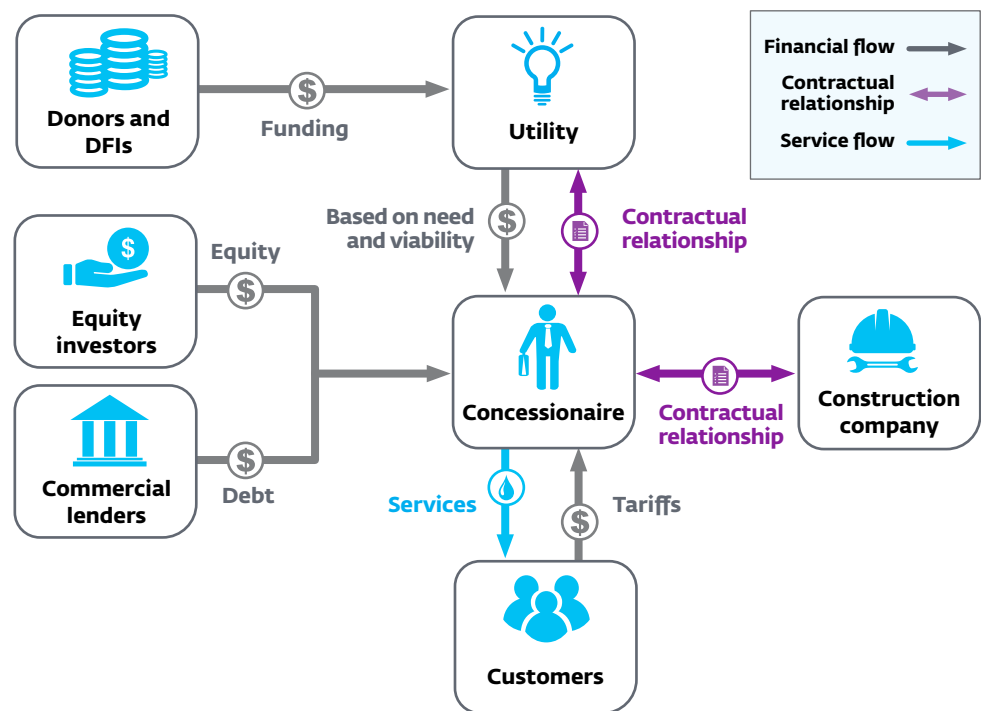 Donors and
DFIs
$
Funding
Utility
Financial flow
Contractual
relationship
Service flow
Based on need
and viability
$
Contractual
relationship
$
Equity
investors
Equity
$
Commercial
lenders
$
Debt
Concessionaire
Contractual
relationship
Construction
company
Services
$
Tariffs
Customers